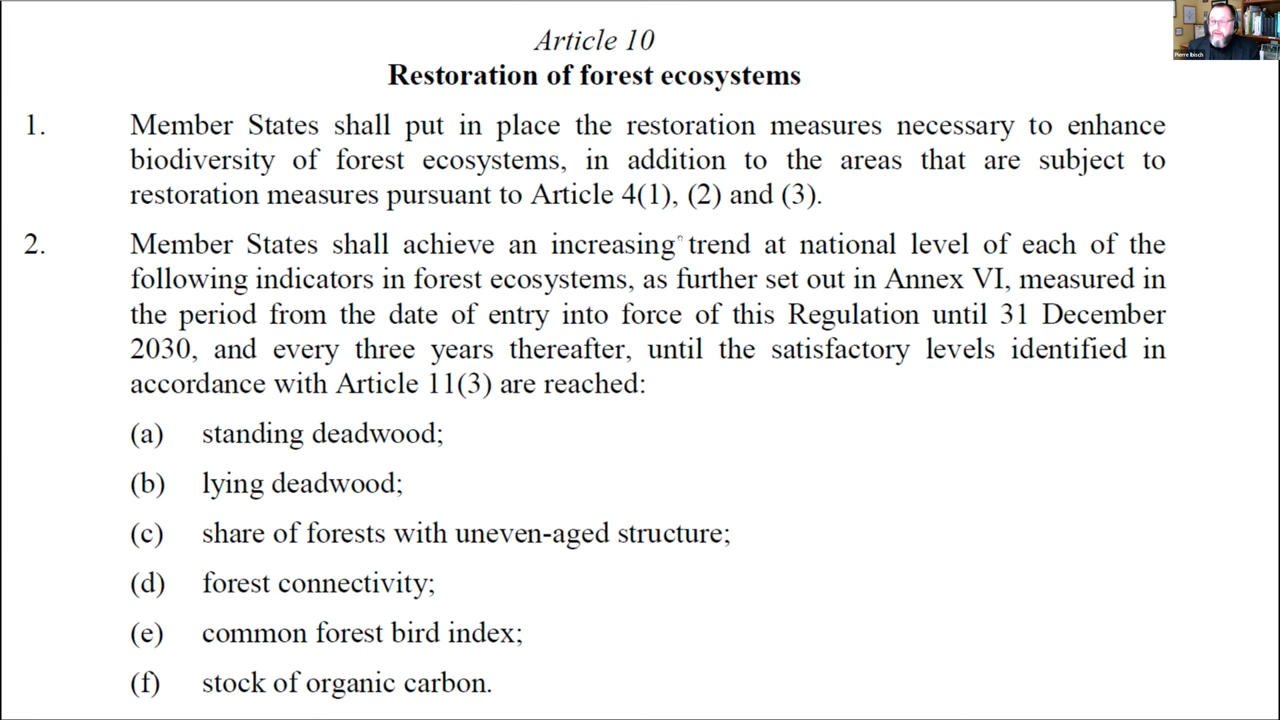 Article 10
Restoration of forest ecosystems
1. Member States shall put in place the restoration measures necessary to enhance
biodiversity of forest ecosystems, in addition to the areas that are subject to
restoration measures pursuant to Article 4(1), (2) and (3).
2. Member States shall achieve an increasing trend at national level of each of the
following indicators in forest ecosystems, as further set out in Annex VI, measured in
the period from the date of entry into force of this Regulation until 31 December
2030, and every three years thereafter, until the satisfactory levels identified in
accordance with Article 11(3) are reached:
(a) standing deadwood;
(b) lying deadwood;
(c) share of forests with uneven-aged structure;
(d) forest connectivity;
(e) common forest bird index;
(f) stock of organic carbon.
Pierre Ibisch